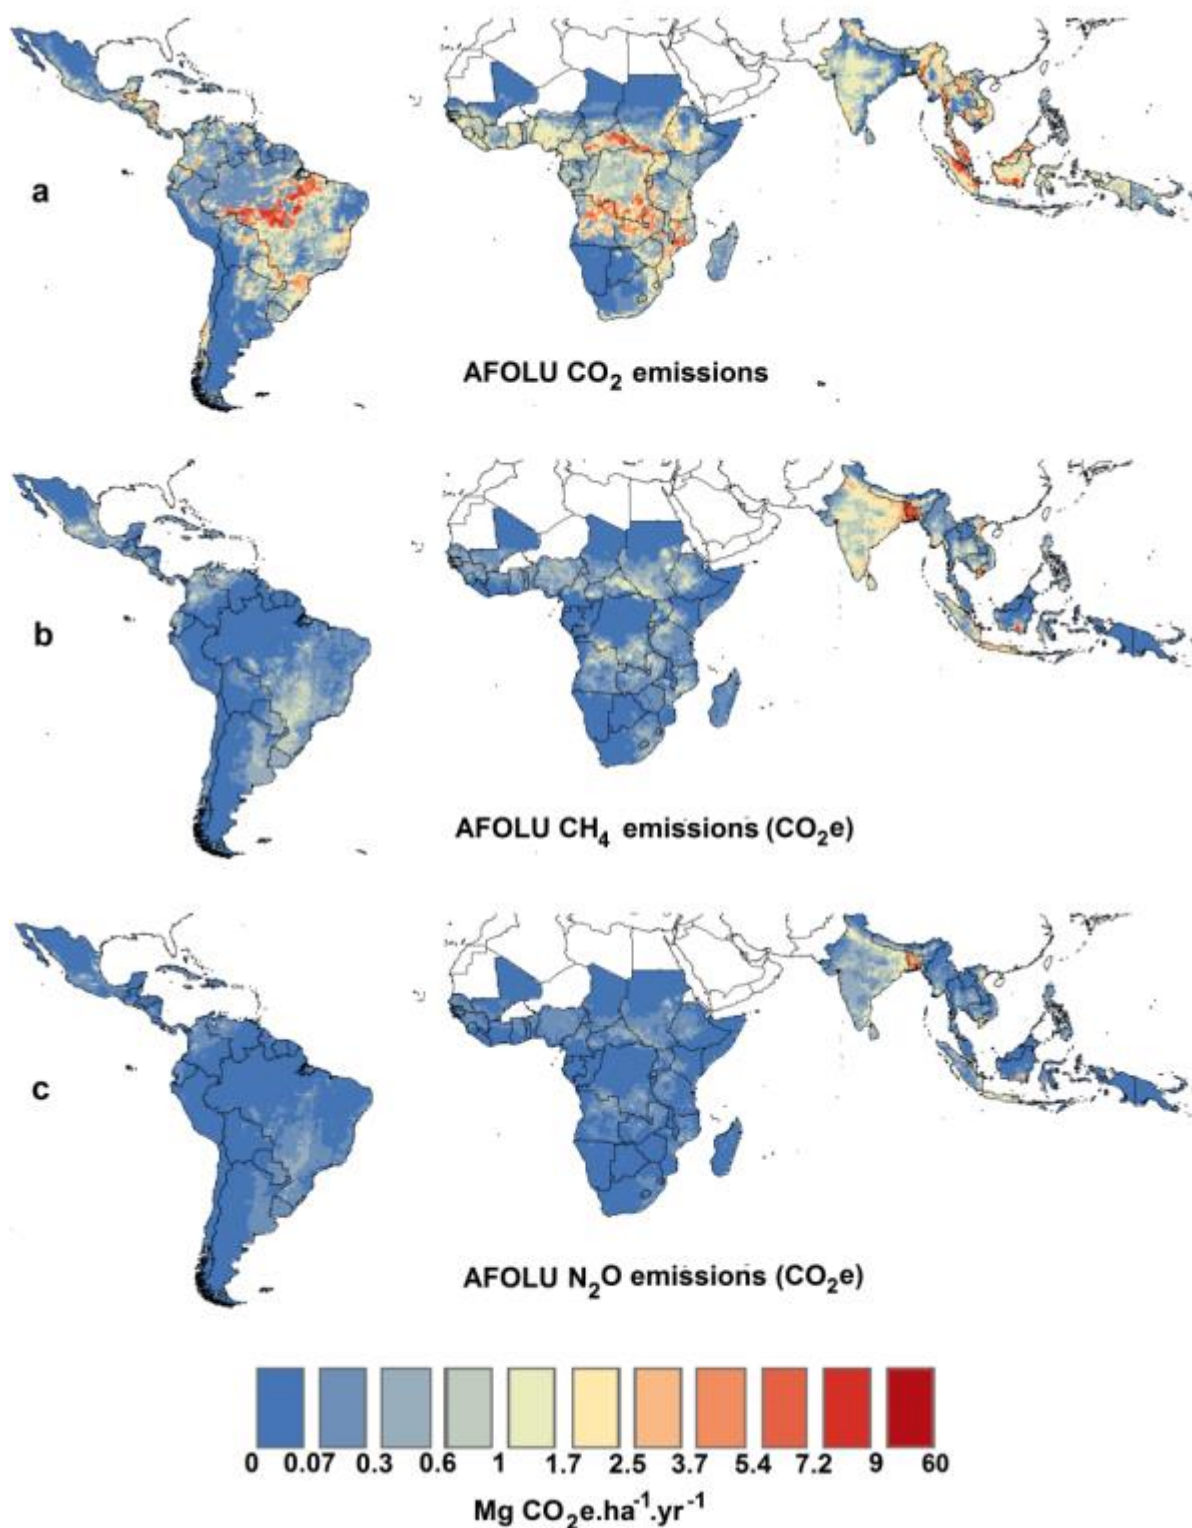 a
AFOLU CO₂ emissions
b
AFOLU CH₄ emissions (CO₂e)
c
AFOLU N₂O emissions (CO₂e)
0 0.07 0.3 0.6 1 1.7 2.5 3.7 5.4 7.2 9 60
Mg CO₂e.ha⁻¹.yr⁻¹